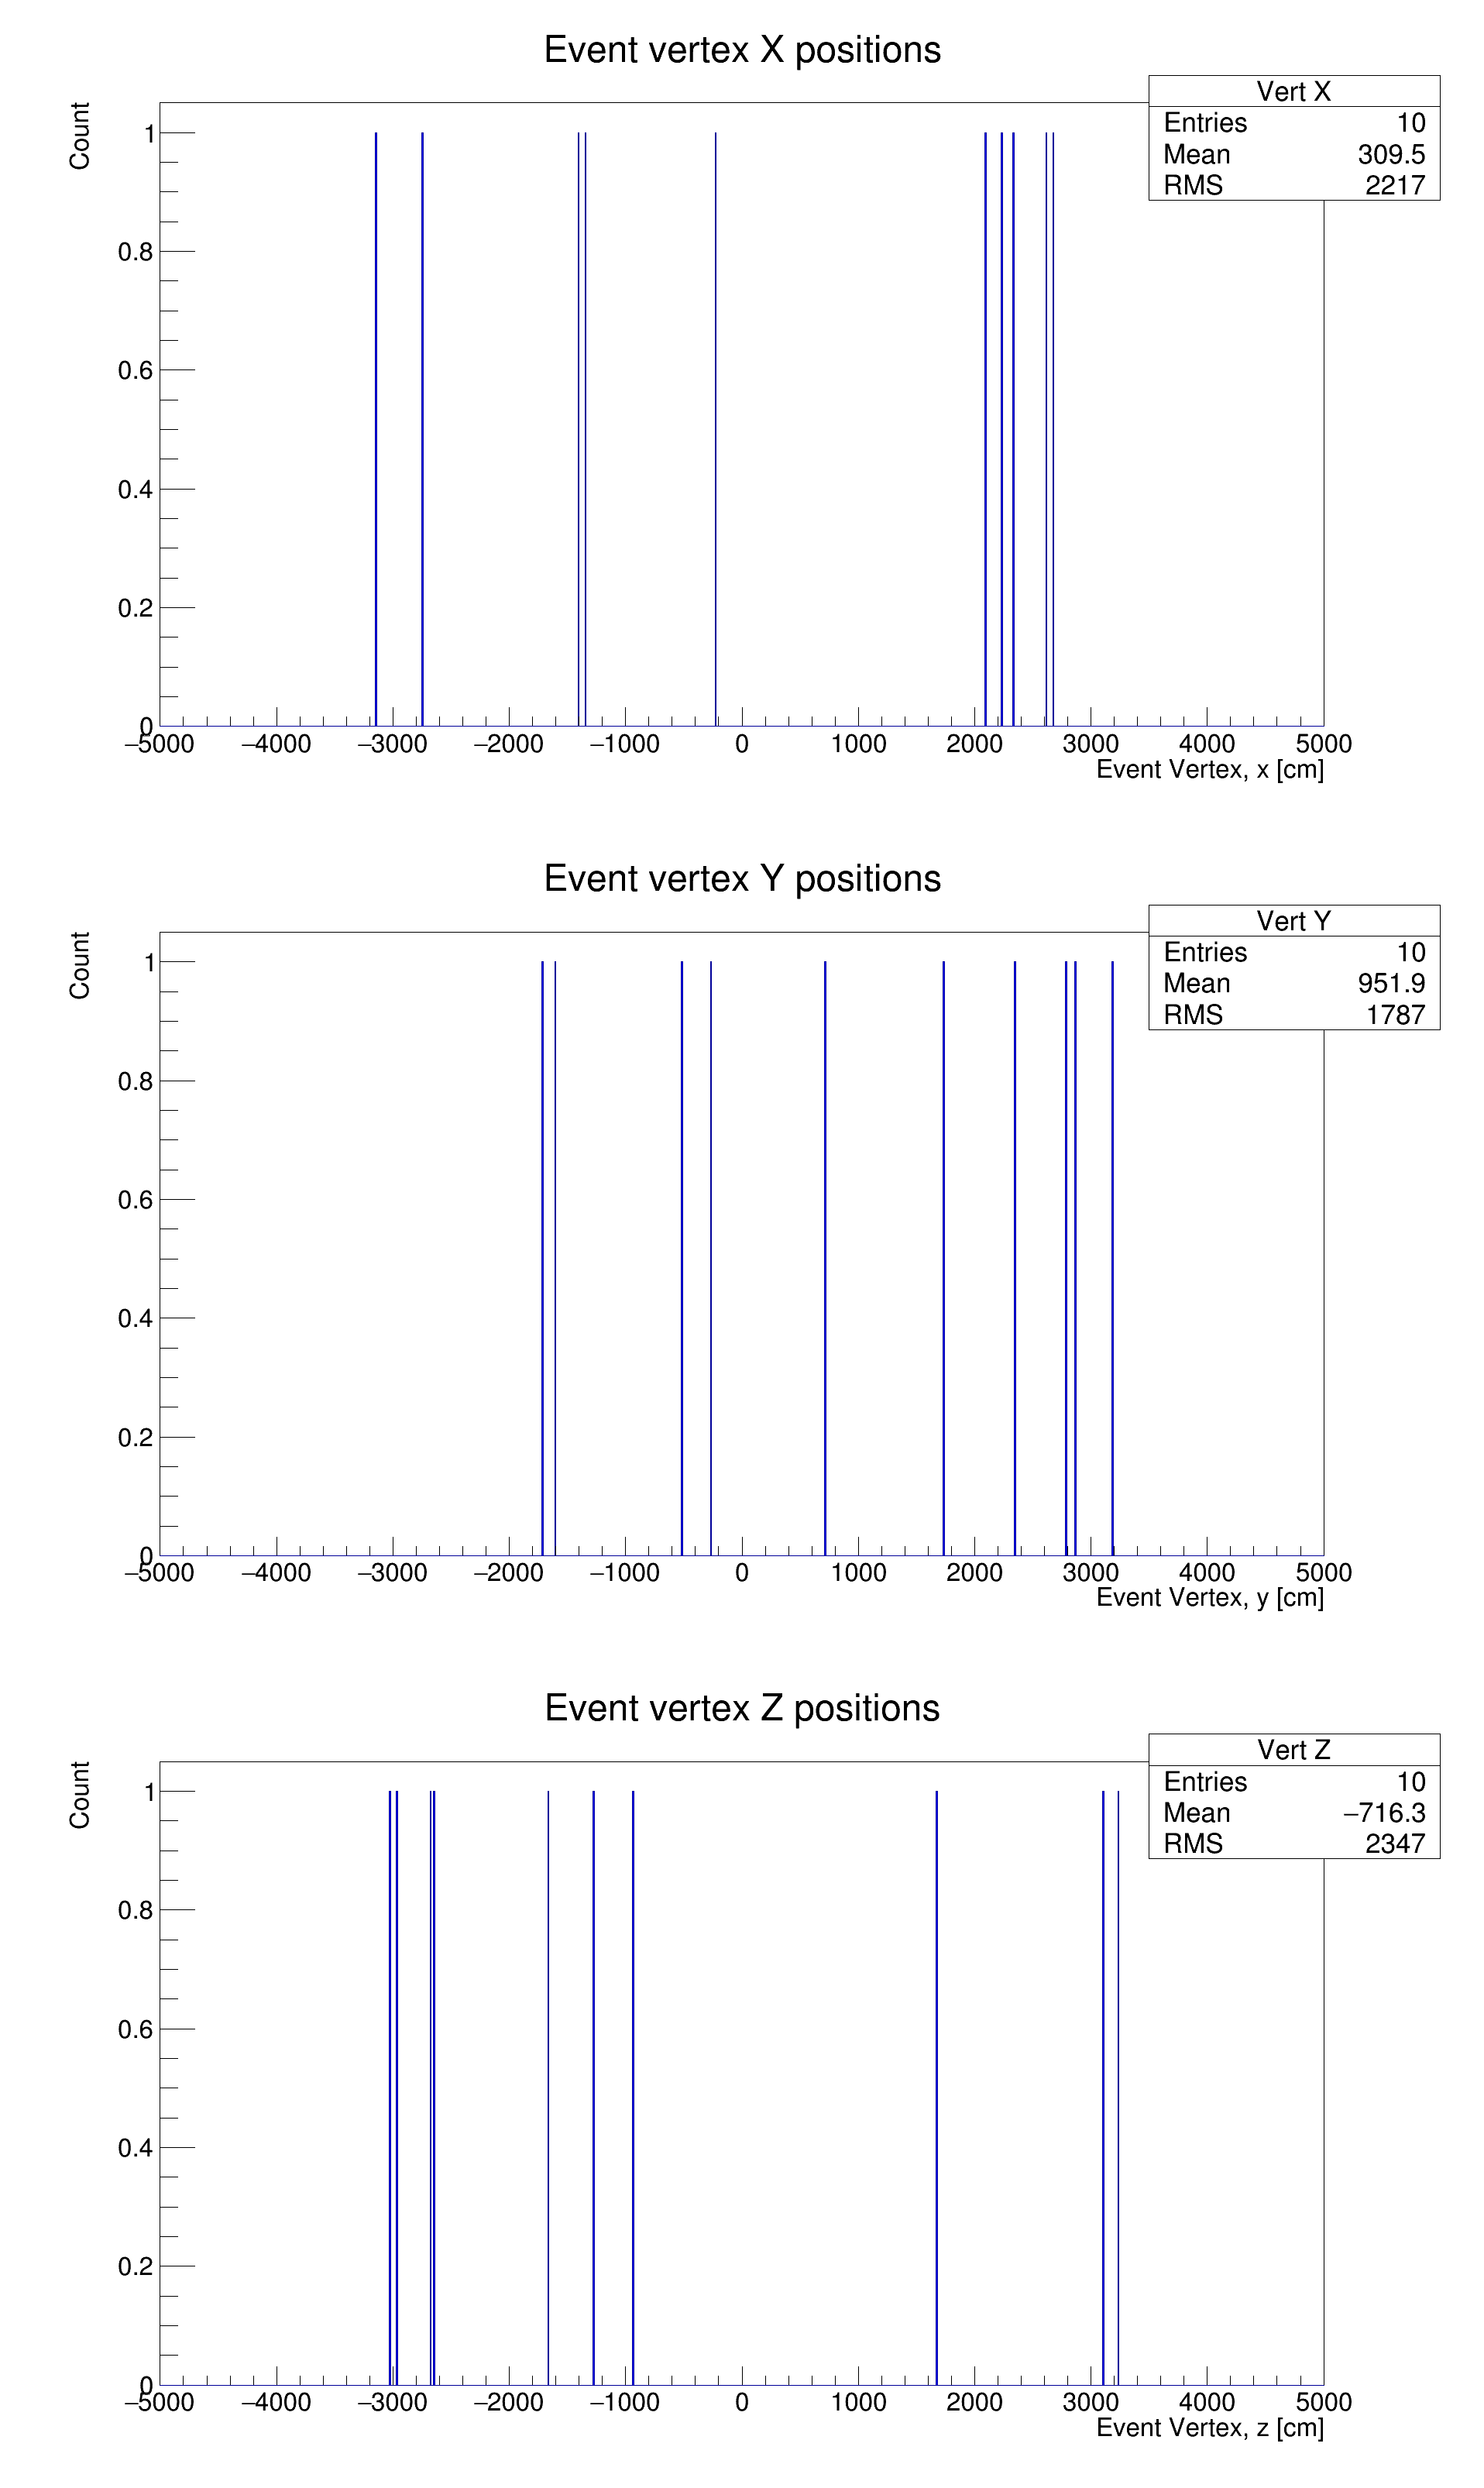 Event vertex X positions
Count
Vert X
Entries 10
Mean 309.5
RMS 2217
1
0.8
0.6
0.4
0.2
0
−5000 −4000 −3000 −2000 −1000 0 1000 2000 3000 4000 5000
Event Vertex, x [cm]
Event vertex Y positions
Count
Vert Y
Entries 10
Mean 951.9
RMS 1787
1
0.8
0.6
0.4
0.2
0
−5000 −4000 −3000 −2000 −1000 0 1000 2000 3000 4000 5000
Event Vertex, y [cm]
Event vertex Z positions
Count
Vert Z
Entries 10
Mean −716.3
RMS 2347
1
0.8
0.6
0.4
0.2
0
−5000 −4000 −3000 −2000 −1000 0 1000 2000 3000 4000 5000
Event Vertex, z [cm]